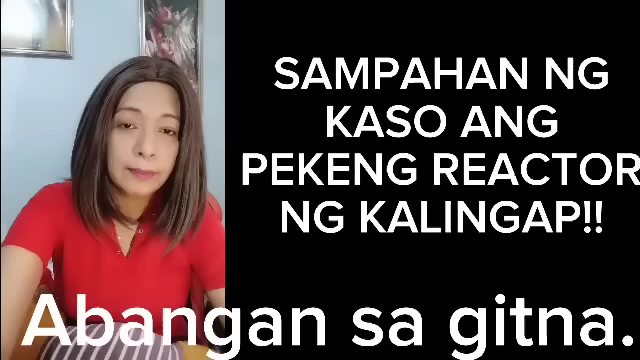 SAMPAHAN NG
KASO ANG
PEKENG REACTOR
NG KALINGAP!!
Abangan sa gitna.